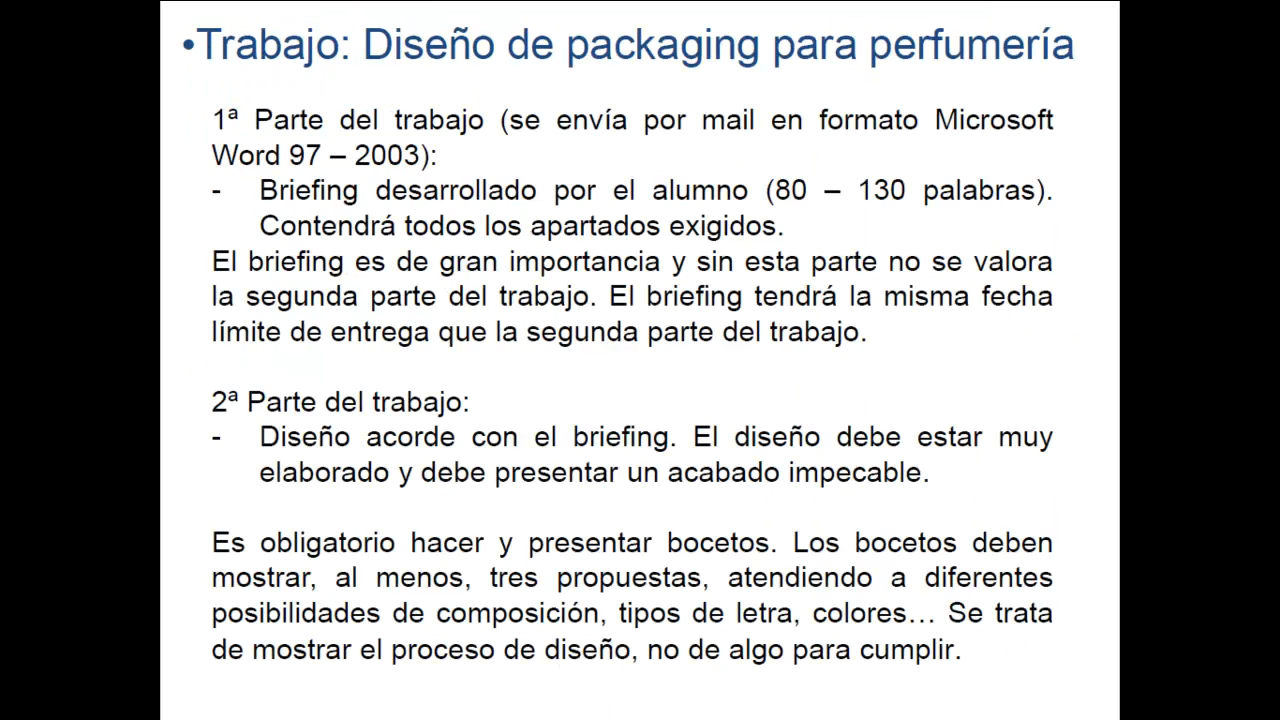 •Trabajo: Diseño de packaging para perfumería
1ª Parte del trabajo (se envía por mail en formato Microsoft
Word 97 – 2003):
- Briefing desarrollado por el alumno (80 – 130 palabras).
Contendrá todos los apartados exigidos.
El briefing es de gran importancia y sin esta parte no se valora
la segunda parte del trabajo. El briefing tendrá la misma fecha
límite de entrega que la segunda parte del trabajo.
2ª Parte del trabajo:
- Diseño acorde con el briefing. El diseño debe estar muy
elaborado y debe presentar un acabado impecable.
Es obligatorio hacer y presentar bocetos. Los bocetos deben
mostrar, al menos, tres propuestas, atendiendo a diferentes
posibilidades de composición, tipos de letra, colores… Se trata
de mostrar el proceso de diseño, no de algo para cumplir.